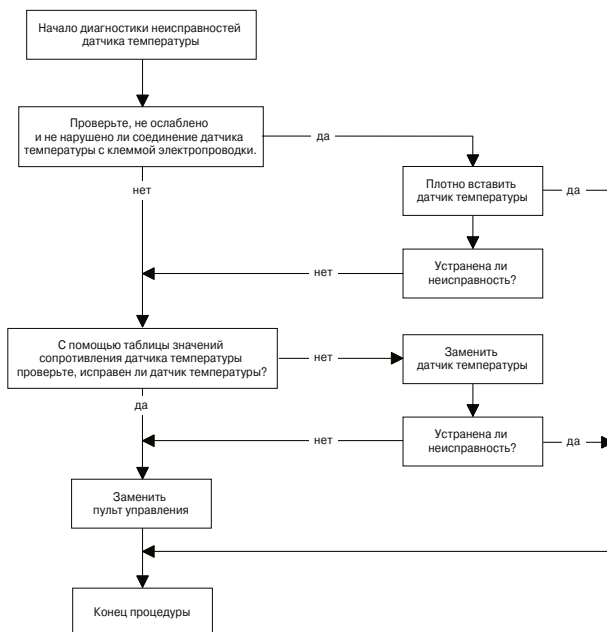 Начало диагностики неисправностей
датчика температуры
Проверьте, не ослаблено
и не нарушено ли соединение датчика
температуры с клеммой электропроводки.
да
нет
Плотно вставить
датчик температуры
да
Устранена ли
неисправность?
нет
С помощью таблицы значений
сопротивления датчика температуры
проверьте, исправен ли датчик температуры?
нет
Заменить
датчик температуры
да
Устранена ли
неисправность?
нет
да
Заменить
пульт управления
Конец процедуры